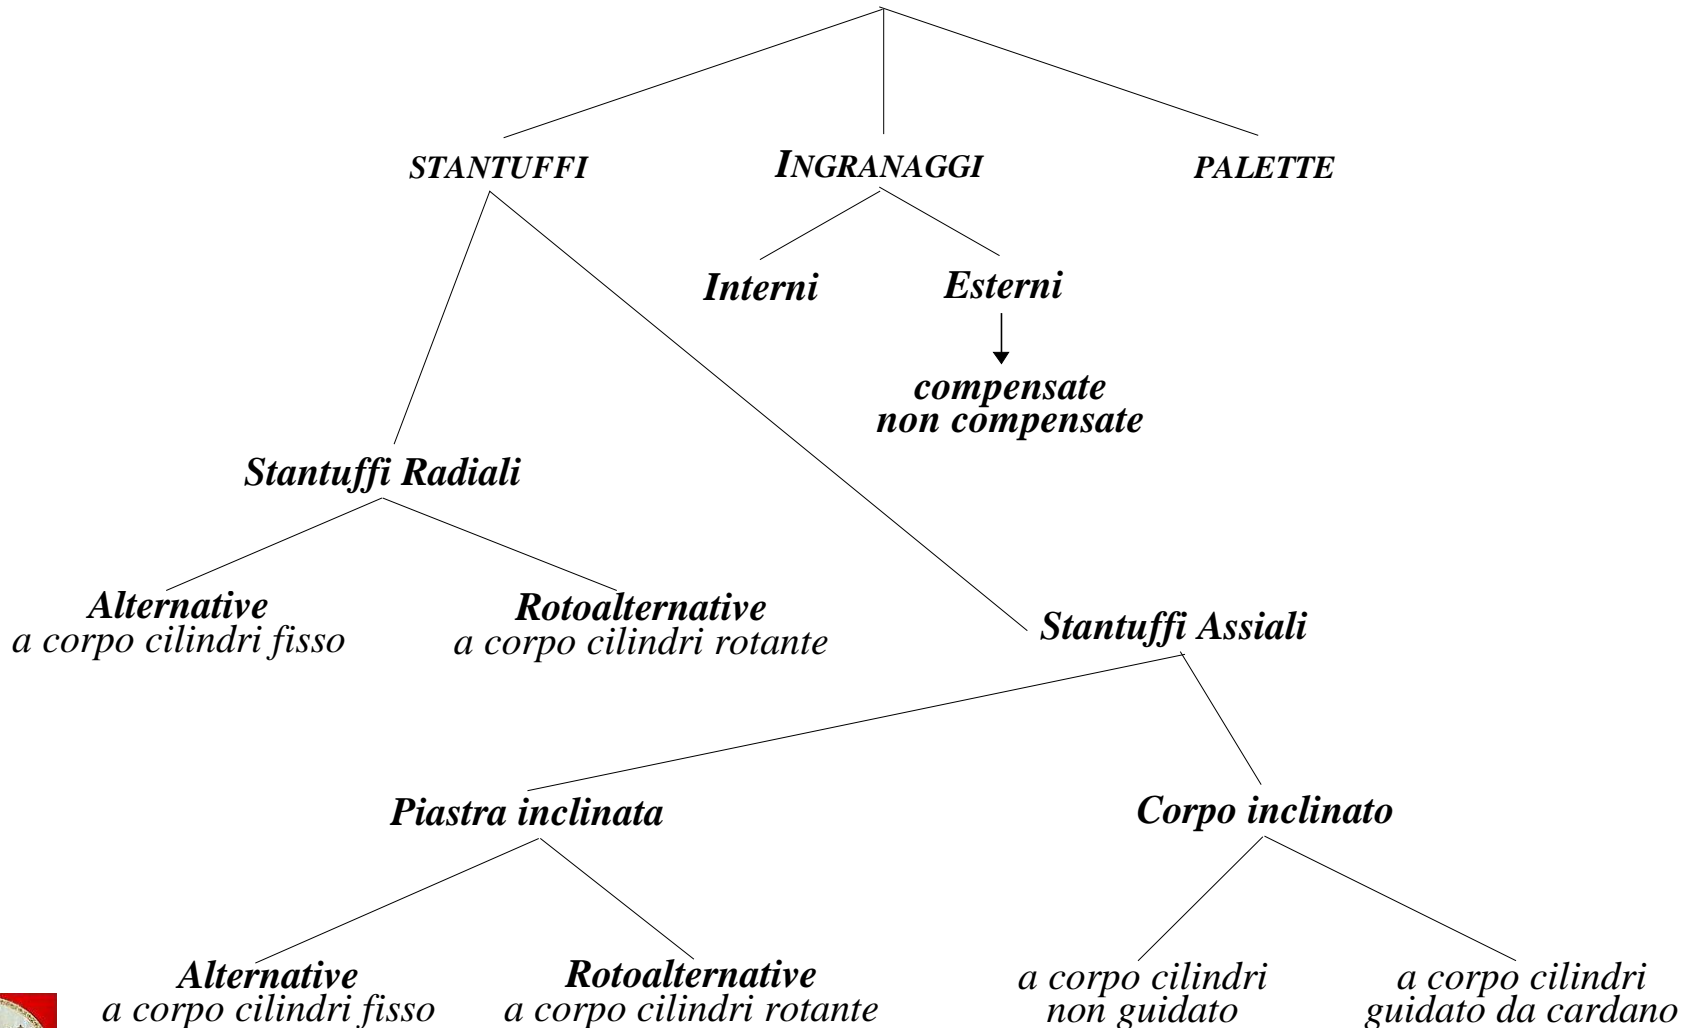 STANTUFFI
INGRANAGGI
PALETTE
Interni
Esterni
compensate
non compensate
Stantuffi Radiali
Alternative
a corpo cilindri fisso
Rotoalternative
a corpo cilindri rotante
Stantuffi Assiali
Piastra inclinata
Corpo inclinato
Alternative
a corpo cilindri fisso
Rotoalternative
a corpo cilindri rotante
a corpo cilindri
non guidato
a corpo cilindri
guidato da cardano